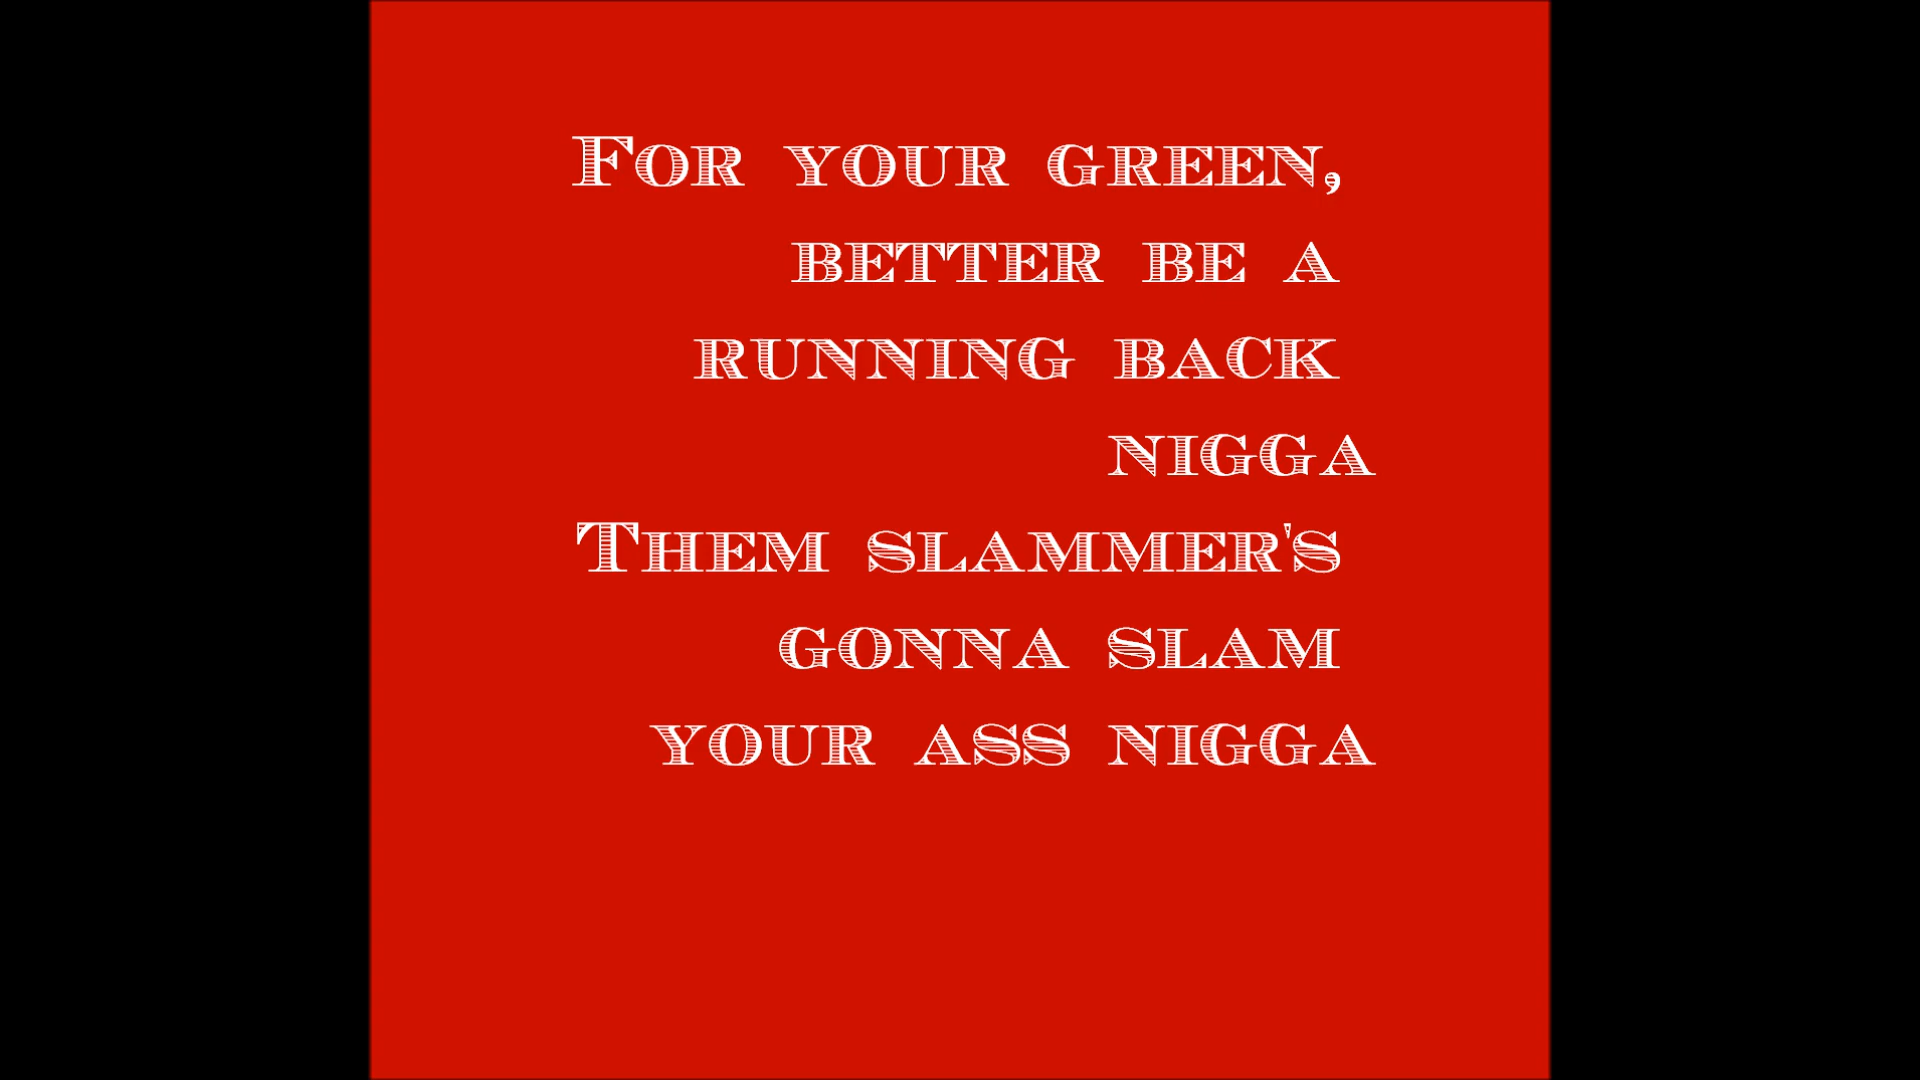 For your green,
better be a
running back
nigga
Them slammer's
gonna slam
your ass nigga